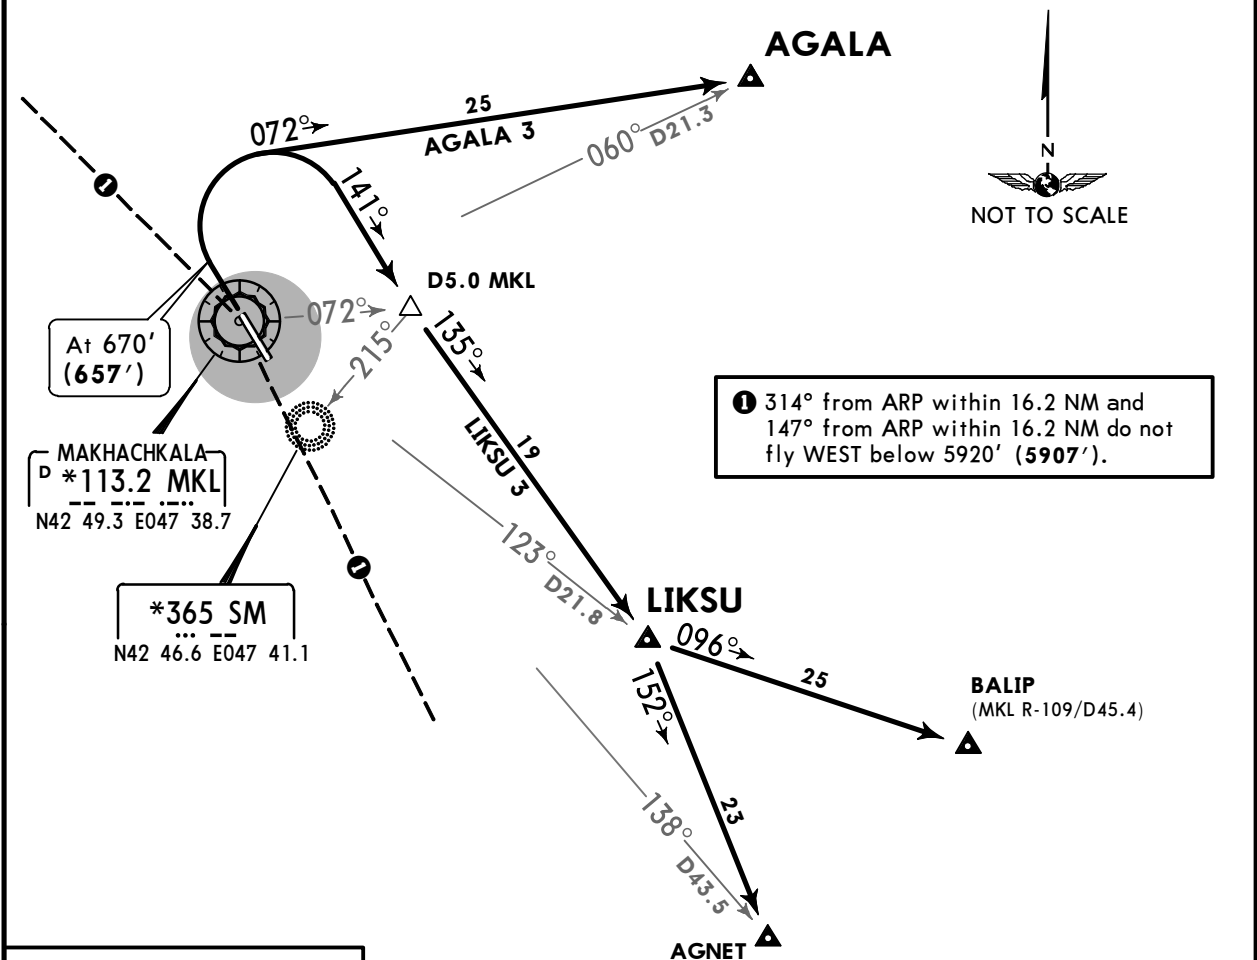 AGALA
25
072°
AGALA 3
060°
D21.3
N
NOT TO SCALE
1
141°
D5.0 MKL
072°
At 670'
(657')
215°
135°
19
LIKSU 3
1 314° from ARP within 16.2 NM and
147° from ARP within 16.2 NM do not
fly WEST below 5920' (5907').
MAKHACHKALA
D *113.2 MKL
N42 49.3 E047 38.7
123°
D21.8
1
*365 SM
N42 46.6 E047 41.1
LIKSU
096°
25
152°
BALIP
(MKL R-109/D45.4)
23
138°
D43.5
AGNET